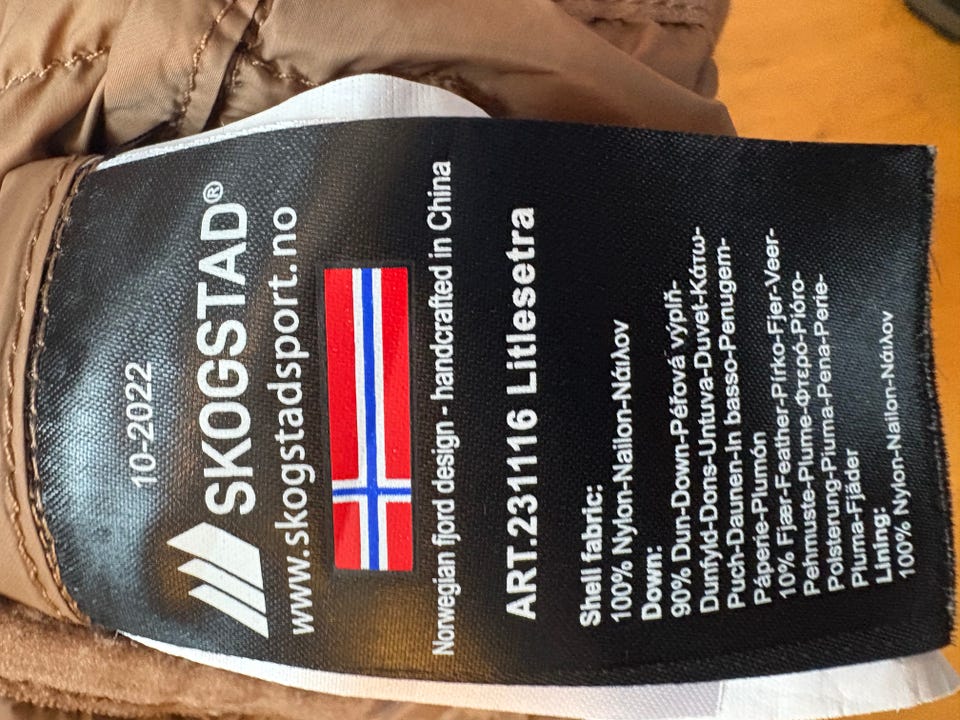 10-2022
SKOGSTAD®
www.skogstadsport.no
Norwegian fjord design - handcrafted in China
ART.231116 Litlesetra
Shell fabric::
100% Nylon-Nailon-Νάιλον
Down:
90% Dun-Down-Péřová výplň-
Dunfyld-Dons-Untuva-Duvet-Κάτω-
Puch-Daunen-In basso-Penugem-
Páperie-Plumón
10% Fjær-Feather-Pírko-Fjer-Veer-
Pehmuste-Plume-Φτερό-Pióro-
Polsterung-Piuma-Pena-Perie-
Pluma-Fjäder
Lining:
100% Nylon-Nailon-Νάιλον